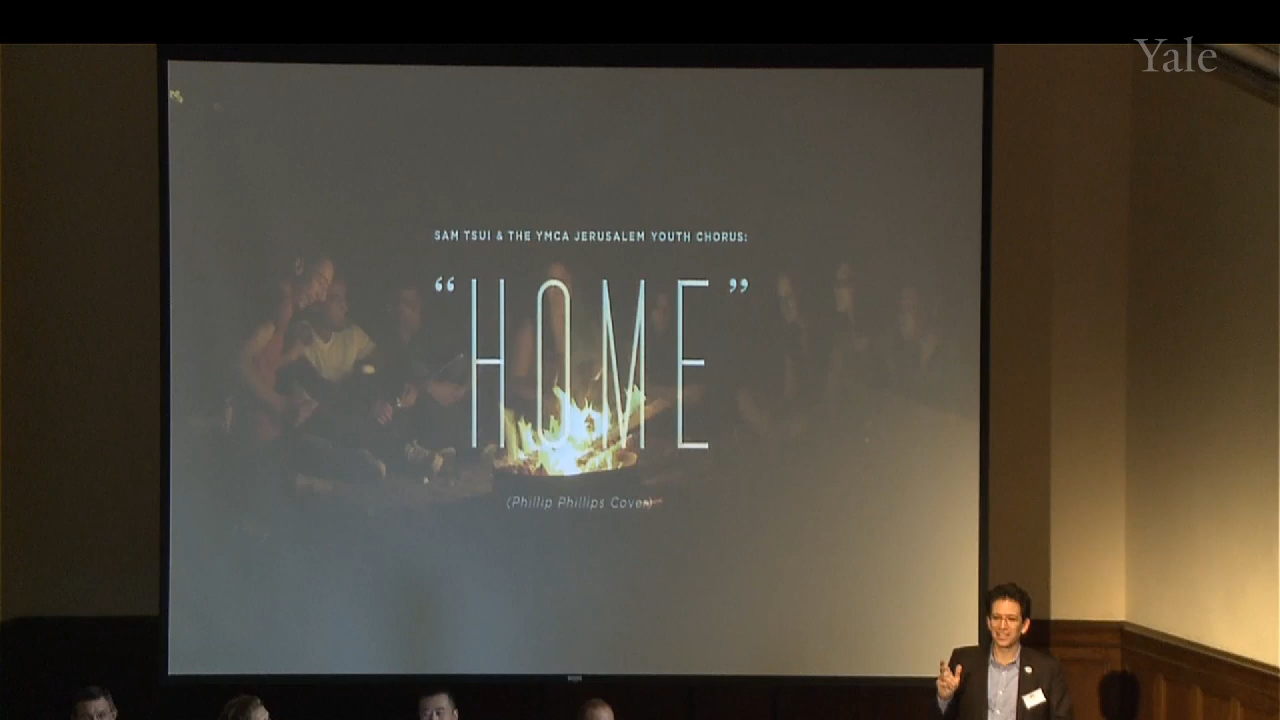 Yale
SAM TSUI & THE YMCA JERUSALEM YOUTH CHORUS:
“HOME”
(Phillip Phillips Cover)